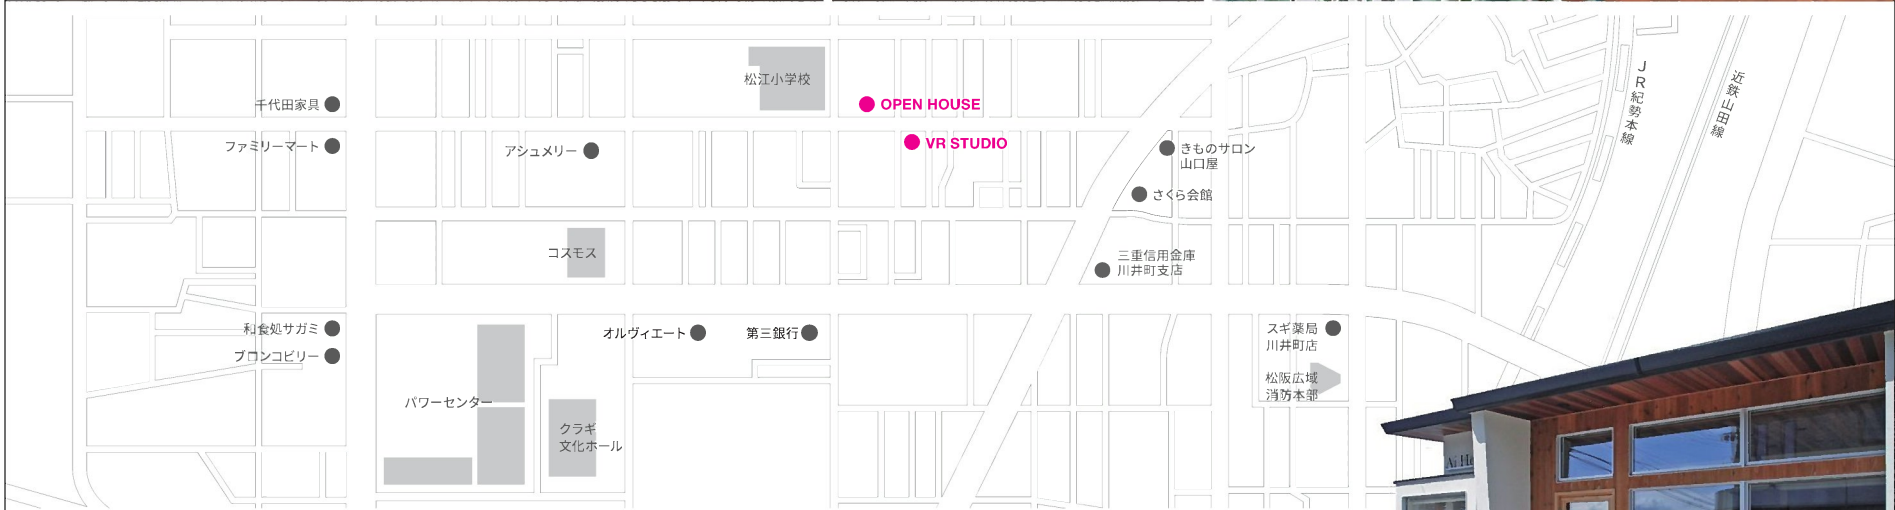 松江小学校
千代田家具
OPEN HOUSE
ファミリーマート
アシュメリー
VR STUDIO
きものサロン
山口屋
さくら会館
JR紀勢本線
近鉄山田線
コスモス
三重信用金庫
川井町支店
和食処サガミ
ブロンコビリー
オルヴィエート
第三銀行
スギ薬局
川井町店
松阪広域
消防本部
パワーセンター
クラギ
文化ホール